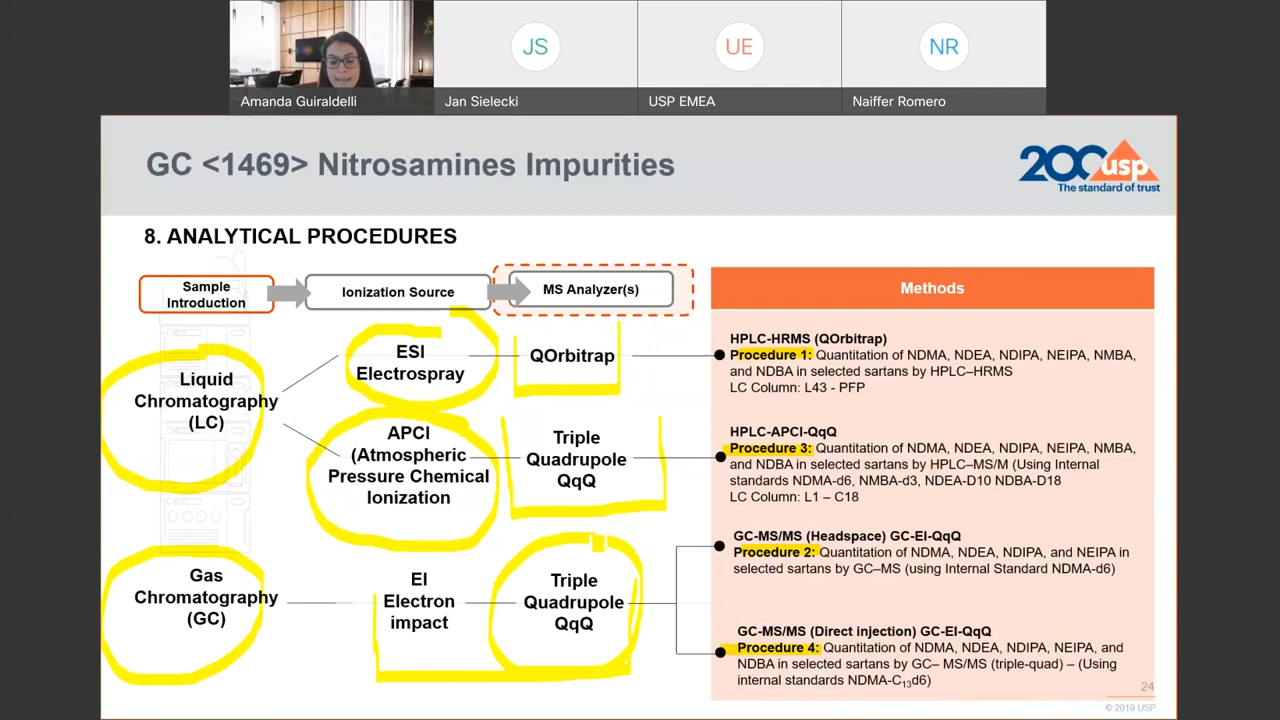 JS
UE
NR
Amanda Guiraldelli
Jan Sielecki
USP EMEA
Naiffer Romero
GC <1469> Nitrosamines Impurities
200 usp
The standard of trust
8. ANALYTICAL PROCEDURES
Sample
Introduction
Ionization Source
MS Analyzer(s)
Methods
Liquid
Chromatography
(LC)
ESI
Electrospray
QOrbitrap
HPLC-HRMS (QOrbitrap)
Procedure 1: Quantitation of NDMA, NDEA, NDIPA, NEIPA, NMBA,
and NDBA in selected sartans by HPLC–HRMS
LC Column: L43 - PFP
APCI
(Atmospheric
Pressure Chemical
Ionization
Triple
Quadrupole
QqQ
HPLC-APCI-QqQ
Procedure 3: Quantitation of NDMA, NDEA, NDIPA, NEIPA, NMBA,
and NDBA in selected sartans by HPLC–MS/M (Using Internal
standards NDMA-d6, NMBA-d3, NDEA-D10 NDBA-D18
LC Column: L1 – C18
Gas
Chromatography
(GC)
EI
Electron
impact
Triple
Quadrupole
QqQ
GC-MS/MS (Headspace) GC-EI-QqQ
Procedure 2: Quantitation of NDMA, NDEA, NDIPA, and NEIPA in
selected sartans by GC–MS (using Internal Standard NDMA-d6)
GC-MS/MS (Direct injection) GC-EI-QqQ
Procedure 4: Quantitation of NDMA, NDEA, NDIPA, NEIPA, and
NDBA in selected sartans by GC– MS/MS (triple-quad) – (Using
internal standards NDMA-C13d6)
24
© 2019 USP